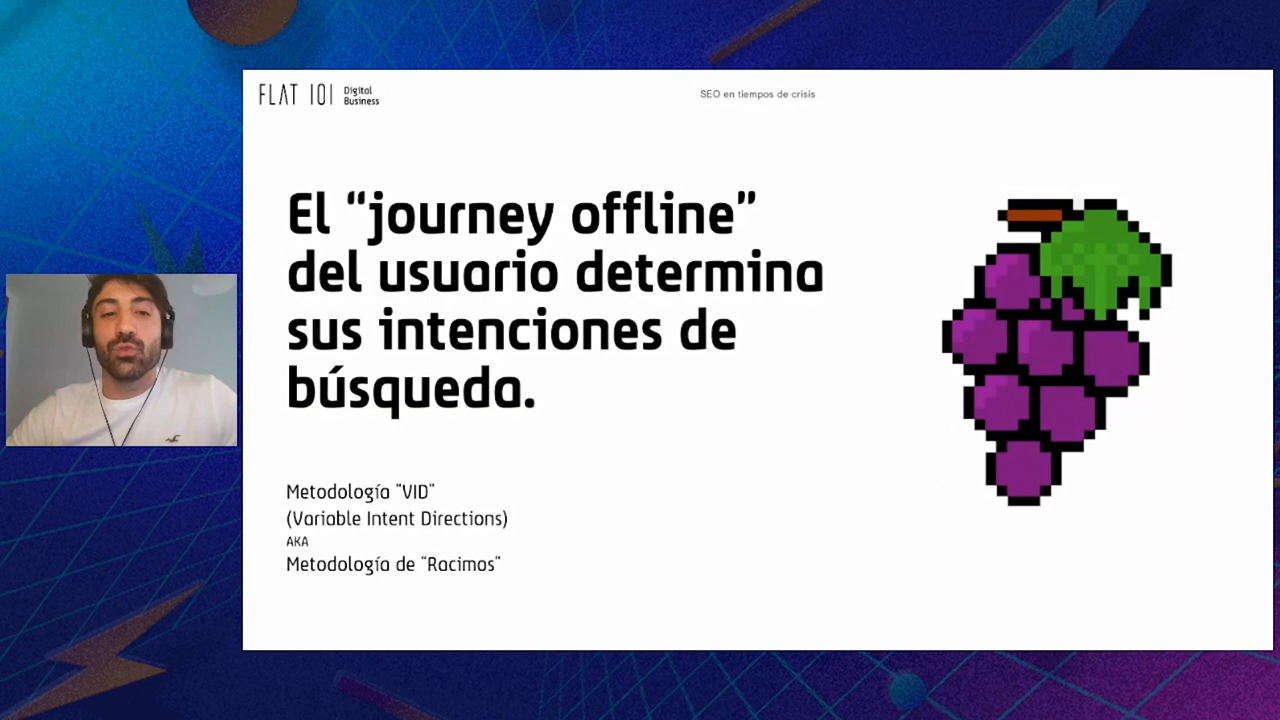 FLAT 101 Digital Business
SEO en tiempos de crisis
El “journey offline”
del usuario determina
sus intenciones de
búsqueda.
Metodología “VID”
(Variable Intent Directions)
AKA
Metodología de “Racimos”